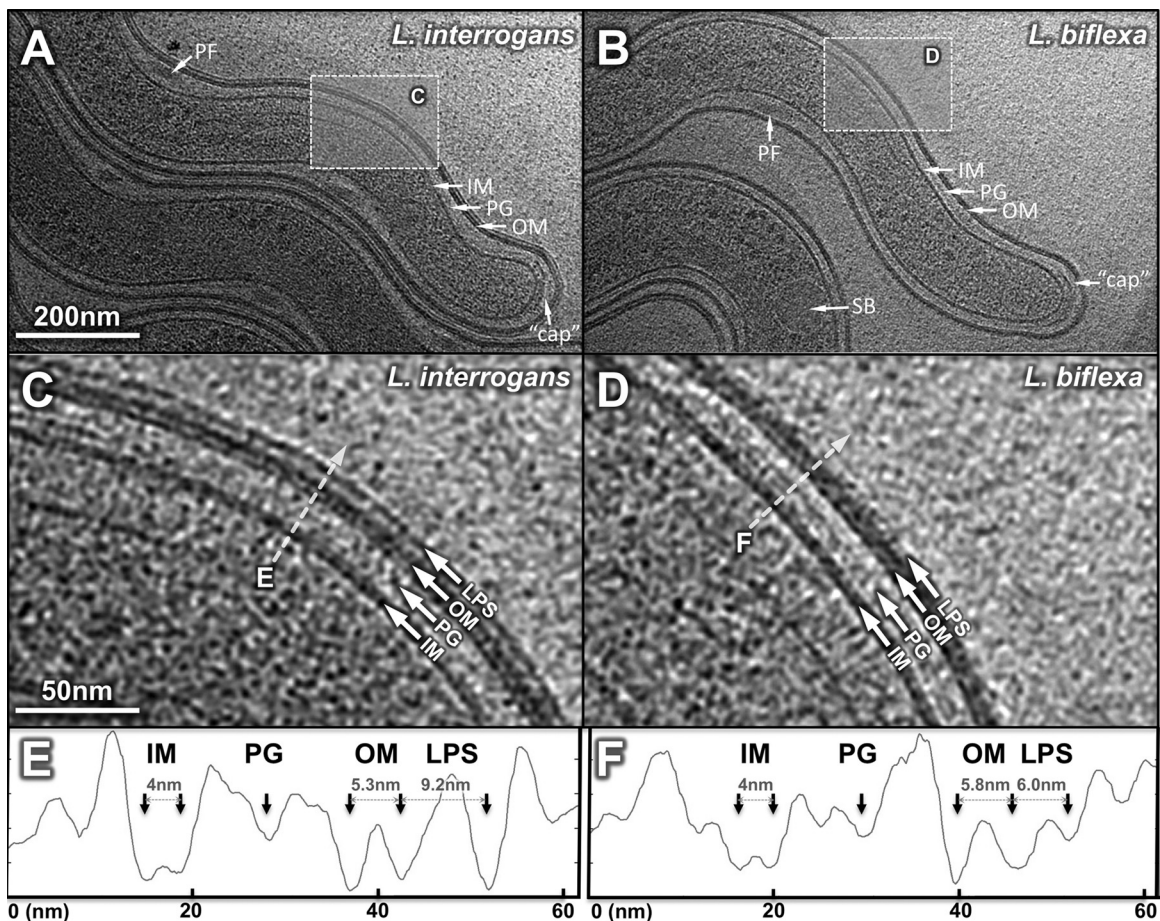 A
L. interrogans
* PF
C
IM
PG
OM
"cap"
200nm
B
L. biflexa
D
PF
IM
PG
OM
"cap"
SB
C
L. interrogans
E
LPS
OM
PG
IM
50nm
D
L. biflexa
F
LPS
OM
PG
IM
E
IM PG OM LPS
4nm 5.3nm 9.2nm
0 (nm) 20 40 60
F
IM PG OM LPS
4nm 5.8nm 6.0nm
0 (nm) 20 40 60